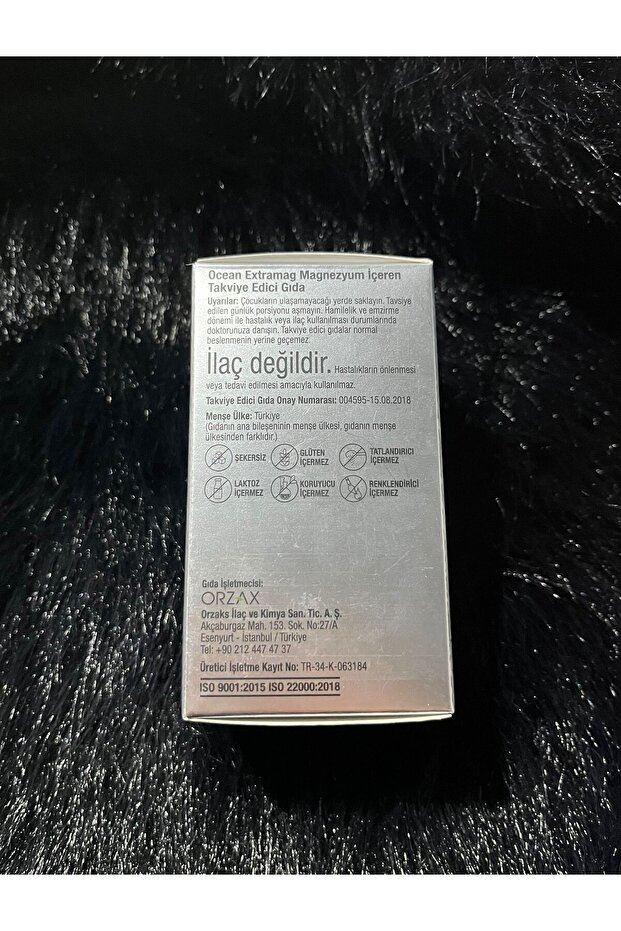 Ocean Extramag Magnezyum İçeren
Takviye Edici Gıda
Uyarılar: Çocukların ulaşamayacağı yerde saklayın. Tavsiye
edilen günlük porsiyonu aşmayın. Hamilelik ve emzirme
dönemi ile hastalık veya ilaç kullanılması durumlarında
doktorunuza danışın. Takviye edici gıdalar normal
beslenmenin yerine geçemez.
İlaç değildir. Hastalıkların önlenmesi
veya tedavi edilmesi amacıyla kullanılmaz.
Takviye Edici Gıda Onay Numarası: 004595-15.08.2018
Menşe Ülke: Türkiye
(Gıdanın ana bileşeninin menşe ülkesi, gıdanın menşe
ülkesinden farklıdır.)
ŞEKERSİZ
GLÜTEN
İÇERMEZ
TATLANDIRICI
İÇERMEZ
LAKTOZ
İÇERMEZ
KORUYUCU
İÇERMEZ
RENKLENDİRİCİ
İÇERMEZ
Gıda İşletmecisi:
ORZAX
Orzaks İlaç ve Kimya San. Tic. A. Ş.
Akçaburgaz Mah. 153. Sok. No:27/A
Esenyurt - İstanbul / Türkiye
Tel: +90 212 447 47 37
Üretici İşletme Kayıt No: TR-34-K-063184
ISO 9001:2015 ISO 22000:2018